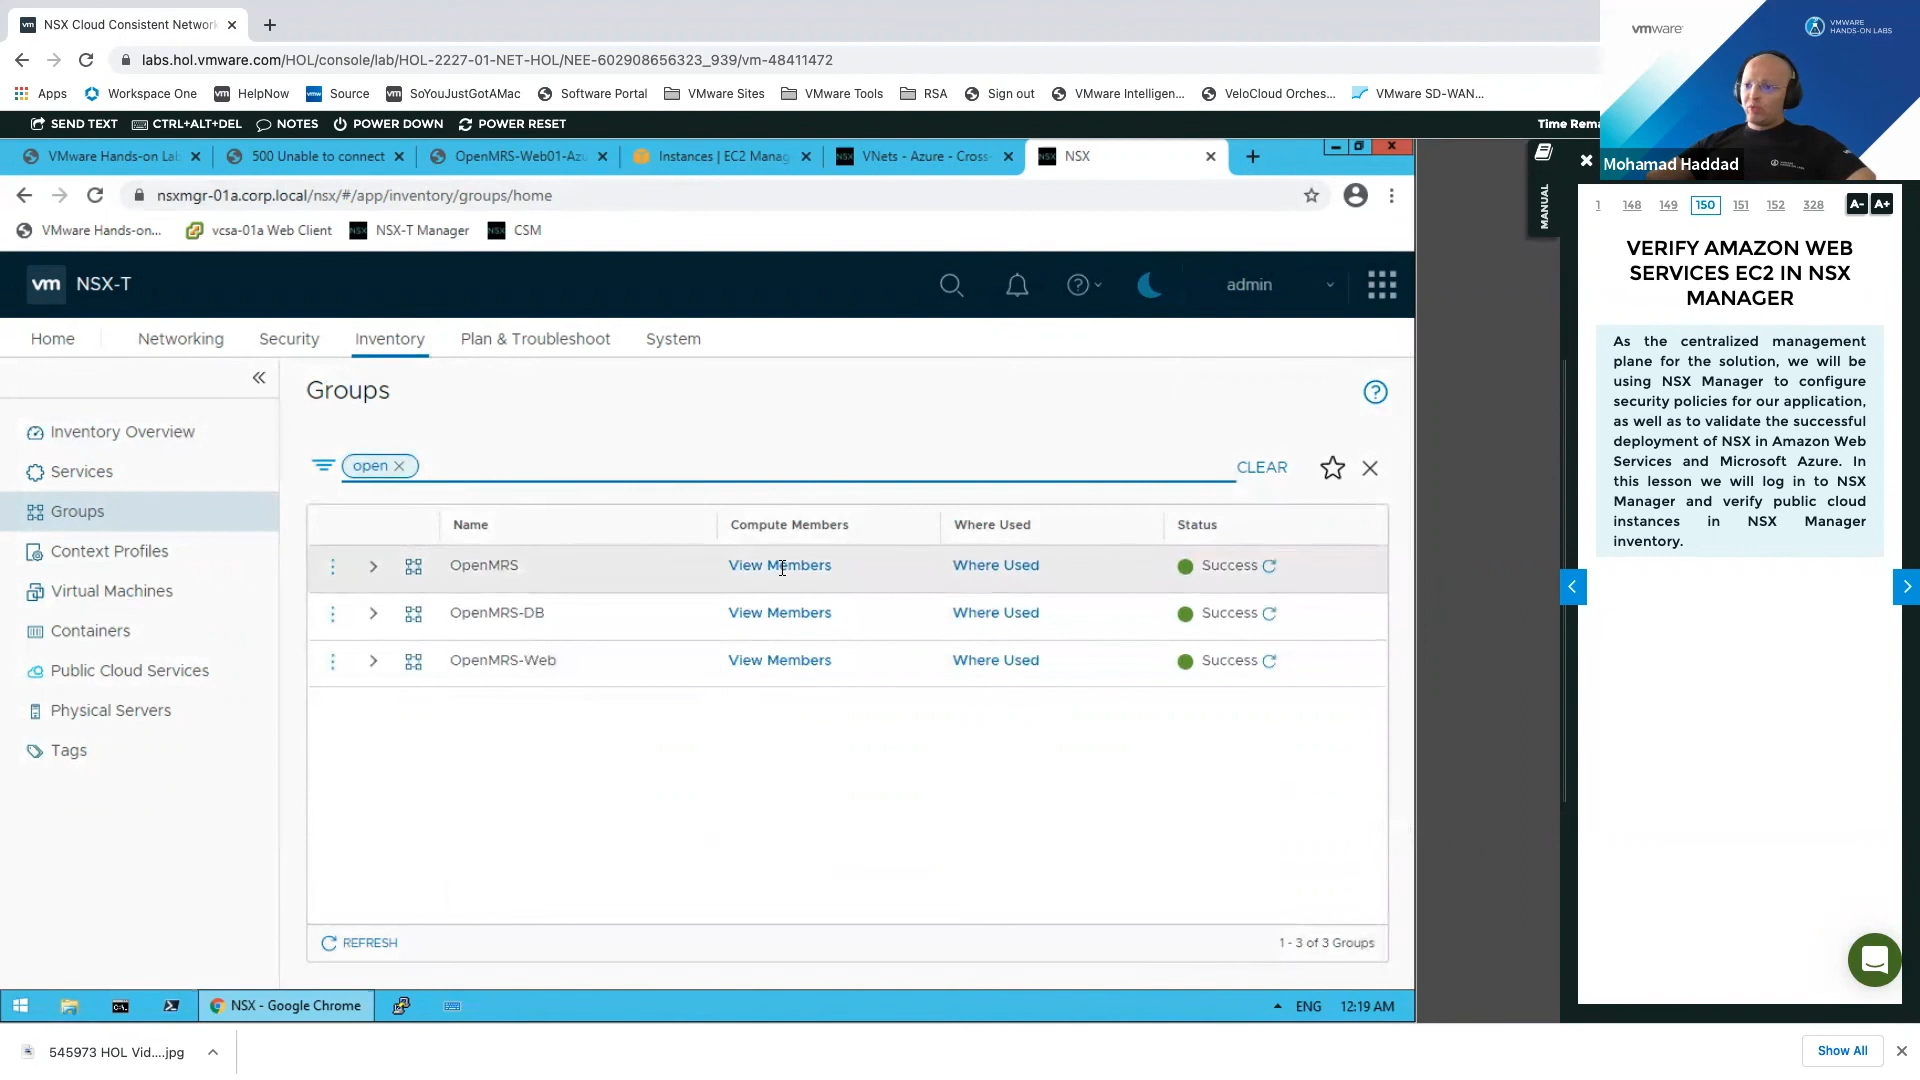 NSX Cloud Consistent Network
labs.hol.vmware.com/HOL/console/lab/HOL-2227-01-NET-HOL/NEE-602908656323_939/vm-48411472
Apps Workspace One HelpNow Source SoYouJustGotAMac Software Portal VMware Sites VMware Tools RSA Sign out VMware Intelligen... VeloCloud Orches... VMware SD-WAN...
SEND TEXT CTRL+ALT+DEL NOTES POWER DOWN POWER RESET Time Rema
VMware Hands-on Lab 500 Unable to connect OpenMRS-Web01-Azu Instances | EC2 Manag VNets - Azure - Cross- NSX
nsxmgr-01a.corp.local/nsx/#/app/inventory/groups/home
VMware Hands-on... vcsa-01a Web Client NSX-T Manager CSM
vm NSX-T admin
Home Networking Security Inventory Plan & Troubleshoot System
Inventory Overview
Services
Groups
Context Profiles
Virtual Machines
Containers
Public Cloud Services
Physical Servers
Tags
Groups
open CLEAR
Name Compute Members Where Used Status
OpenMRS View Members Where Used Success
OpenMRS-DB View Members Where Used Success
OpenMRS-Web View Members Where Used Success
REFRESH 1 - 3 of 3 Groups
NSX - Google Chrome ENG 12:19 AM
545973 HOL Vid....jpg Show All
vmware
VMWARE
HANDS-ON LABS
Mohamad Haddad
MANUAL
1 148 149 150 151 152 328 A- A+
VERIFY AMAZON WEB
SERVICES EC2 IN NSX
MANAGER
As the centralized management
plane for the solution, we will be
using NSX Manager to configure
security policies for our application,
as well as to validate the successful
deployment of NSX in Amazon Web
Services and Microsoft Azure. In
this lesson we will log in to NSX
Manager and verify public cloud
instances in NSX Manager
inventory.